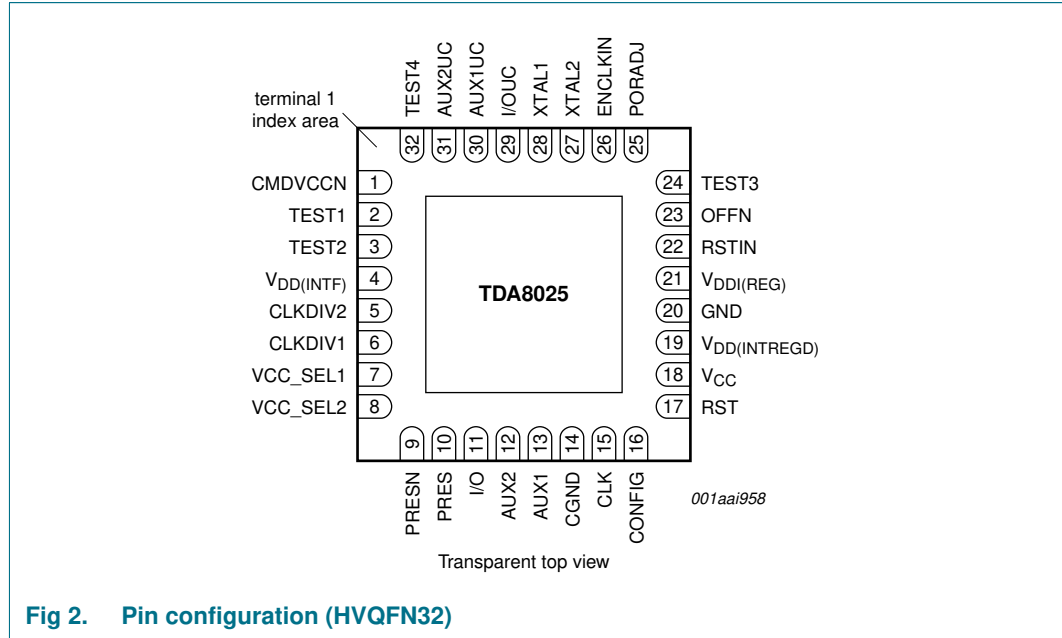 TEST4
AUX2UC
AUX1UC
I/OUC
XTAL1
XTAL2
ENCLKIN
PORADJ
terminal 1
index area
32
31
30
29
28
27
26
25
CMDVCCN 1
TEST1 2
TEST2 3
VDD(INTF) 4
CLKDIV2 5
CLKDIV1 6
VCC_SEL1 7
VCC_SEL2 8
TDA8025
24 TEST3
23 OFFN
22 RSTIN
21 VDDI(REG)
20 GND
19 VDD(INTREGD)
18 VCC
17 RST
9
10
11
12
13
14
15
16
PRESN
PRES
I/O
AUX2
AUX1
CGND
CLK
CONFIG
001aai958
Transparent top view
Fig 2. Pin configuration (HVQFN32)